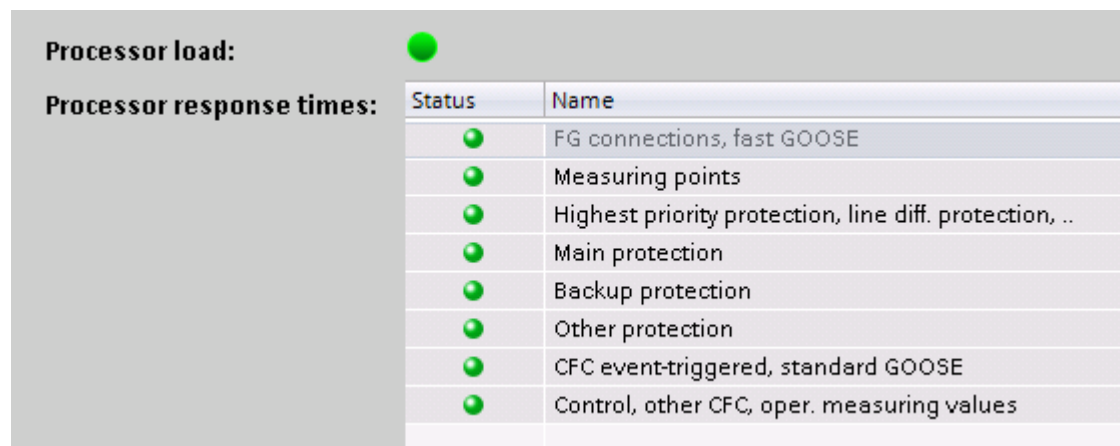 Processor load:
Processor response times:
Status Name
FG connections, fast GOOSE
Measuring points
Highest priority protection, line diff. protection, ..
Main protection
Backup protection
Other protection
CFC event-triggered, standard GOOSE
Control, other CFC, oper. measuring values